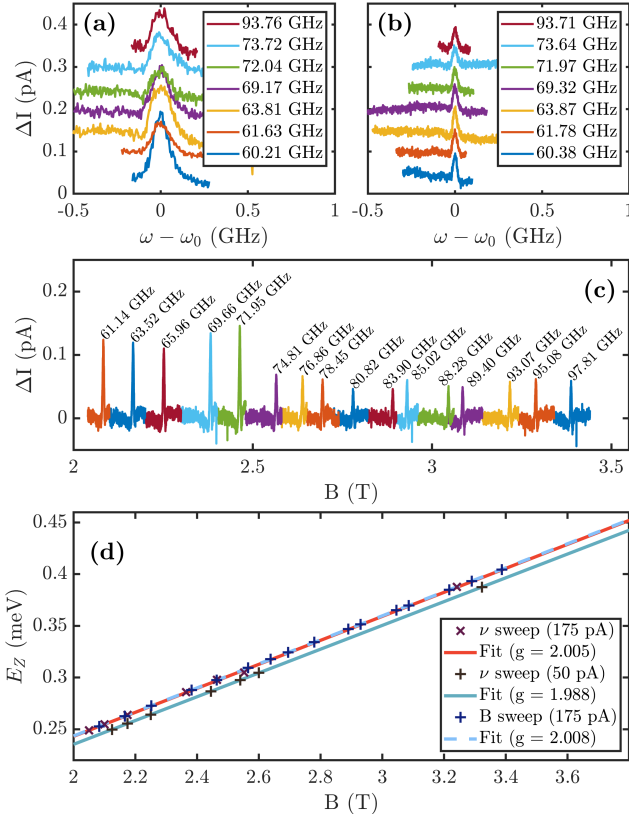 (a)
93.76 GHz
73.72 GHz
72.04 GHz
69.17 GHz
63.81 GHz
61.63 GHz
60.21 GHz
0.4
0.3
0.2
0.1
0
ΔI (pA)
-0.5 0 0.5 1
ω − ω0 (GHz)
(b)
93.71 GHz
73.64 GHz
71.97 GHz
69.32 GHz
63.87 GHz
61.78 GHz
60.38 GHz
-0.5 0 0.5 1
ω − ω0 (GHz)
(c)
0.2
0.1
0
ΔI (pA)
61.14 GHz
63.52 GHz
65.96 GHz
69.66 GHz
71.95 GHz
74.81 GHz
76.86 GHz
78.45 GHz
80.82 GHz
83.90 GHz
85.02 GHz
88.28 GHz
89.40 GHz
93.07 GHz
95.08 GHz
97.81 GHz
2 2.5 3 3.5
B (T)
(d)
0.45
0.4
0.35
0.3
0.25
EZ (meV)
ν sweep (175 pA)
Fit (g = 2.005)
ν sweep (50 pA)
Fit (g = 1.988)
B sweep (175 pA)
Fit (g = 2.008)
2 2.2 2.4 2.6 2.8 3 3.2 3.4 3.6
B (T)